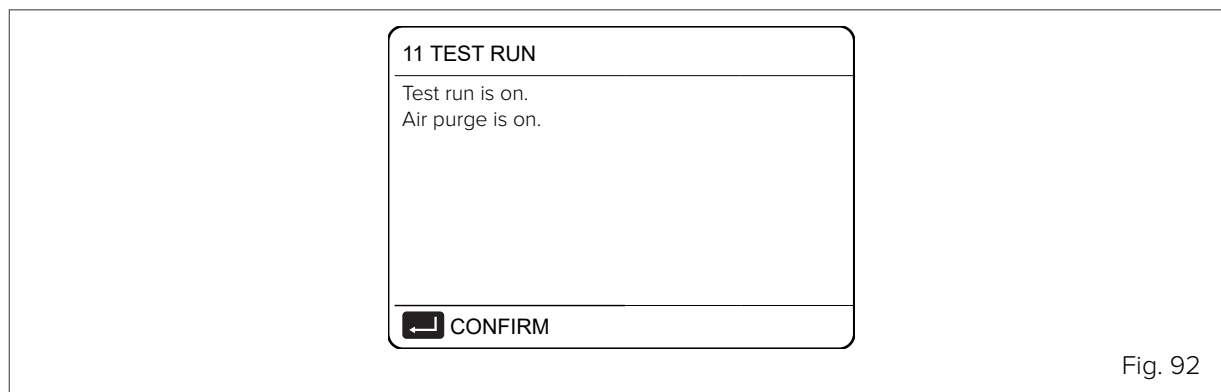 11 TEST RUN
Test run is on.
Air purge is on.
CONFIRM
Fig. 92